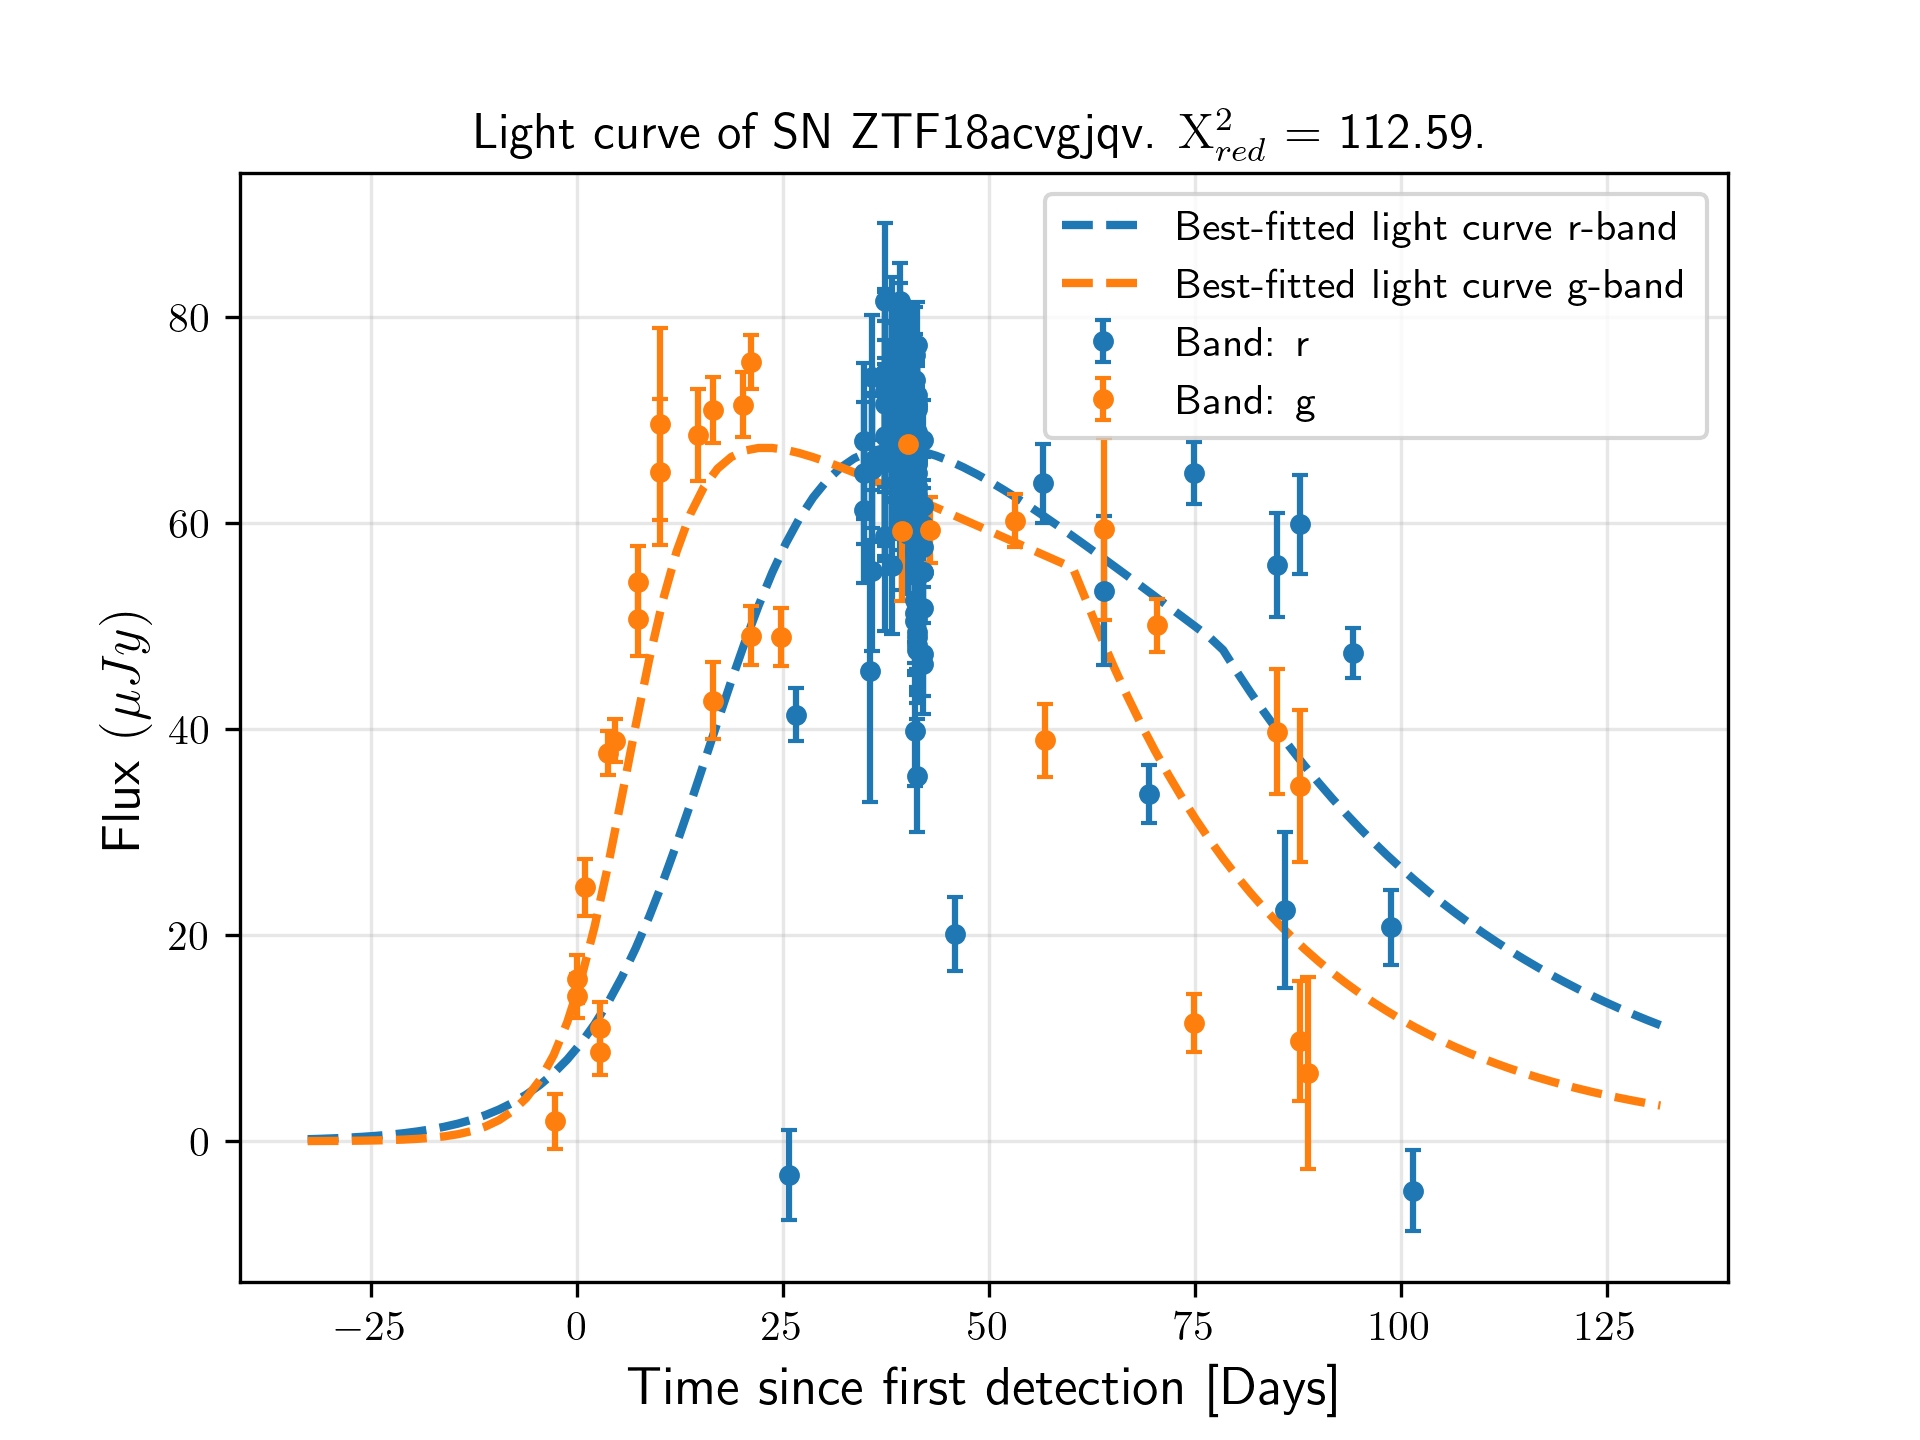 Light curve of SN ZTF18acvgjqv. X²_red = 112.59.
Best-fitted light curve r-band
Best-fitted light curve g-band
Band: r
Band: g
80
60
40
20
0
Flux (μJy)
−25 0 25 50 75 100 125
Time since first detection [Days]